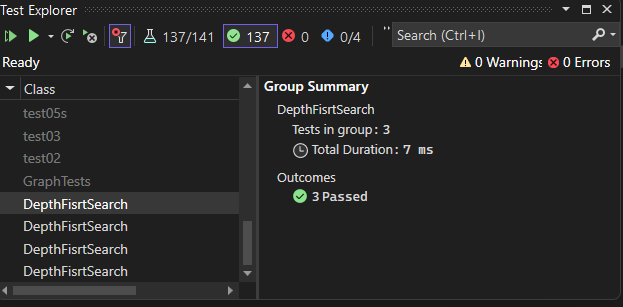 Test Explorer
137/141 137 0 0/4 " Search (Ctrl+I)
Ready 0 Warnings 0 Errors
Class
test05s
test03
test02
GraphTests
DepthFisrtSearch
DepthFisrtSearch
DepthFisrtSearch
DepthFisrtSearch
Group Summary
DepthFisrtSearch
Tests in group: 3
Total Duration: 7 ms
Outcomes
3 Passed